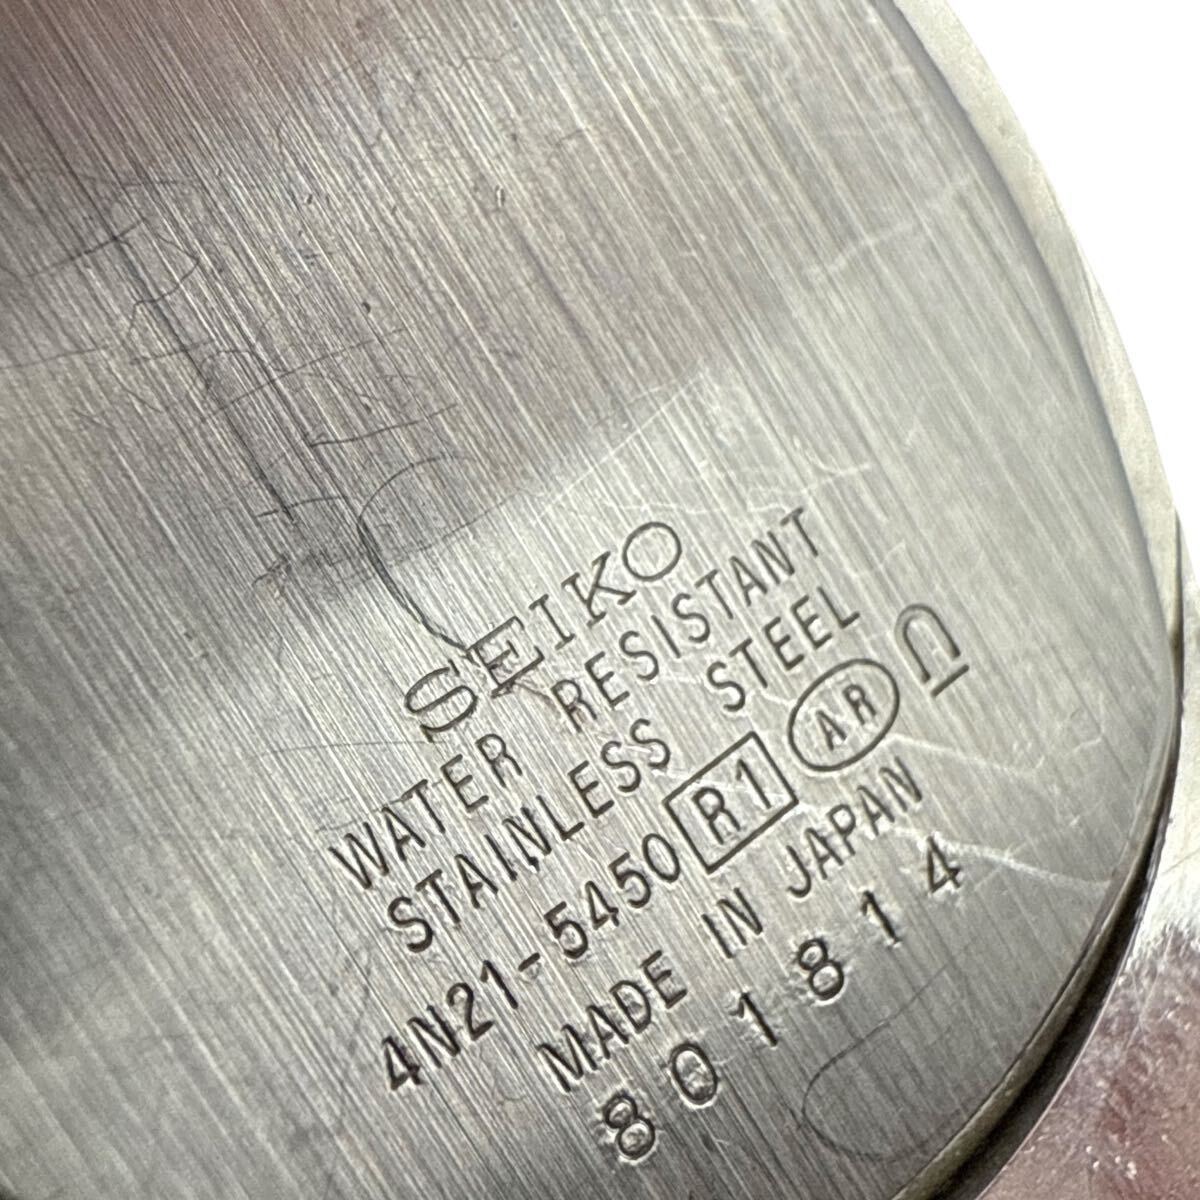 SEIKO
WATER RESISTANT
STAINLESS STEEL
4N21-5450 R1 AR
MADE IN JAPAN
801814